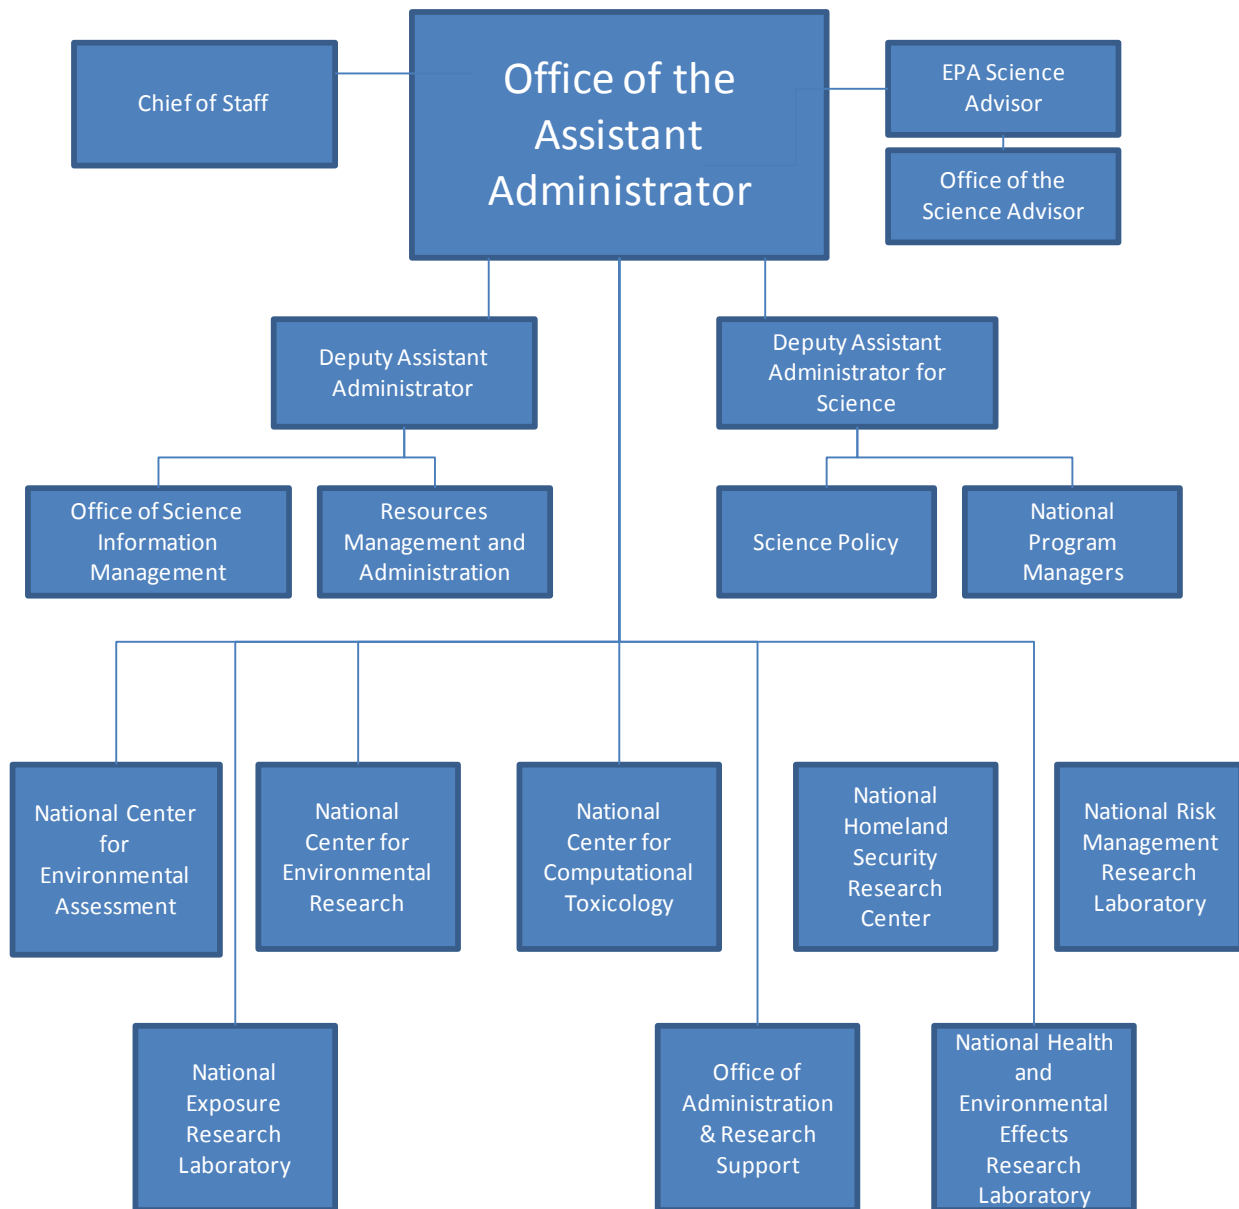 Chief of Staff
Office of the
Assistant
Administrator
EPA Science
Advisor
Office of the
Science Advisor
Deputy Assistant
Administrator
Deputy Assistant
Administrator for
Science
Office of Science
Information
Management
Resources
Management and
Administration
Science Policy
National
Program
Managers
National Center
for
Environmental
Assessment
National
Center for
Environmental
Research
National
Center for
Computational
Toxicology
National
Homeland
Security
Research
Center
National Risk
Management
Research
Laboratory
National
Exposure
Research
Laboratory
Office of
Administration
& Research
Support
National Health
and
Environmental
Effects
Research
Laboratory